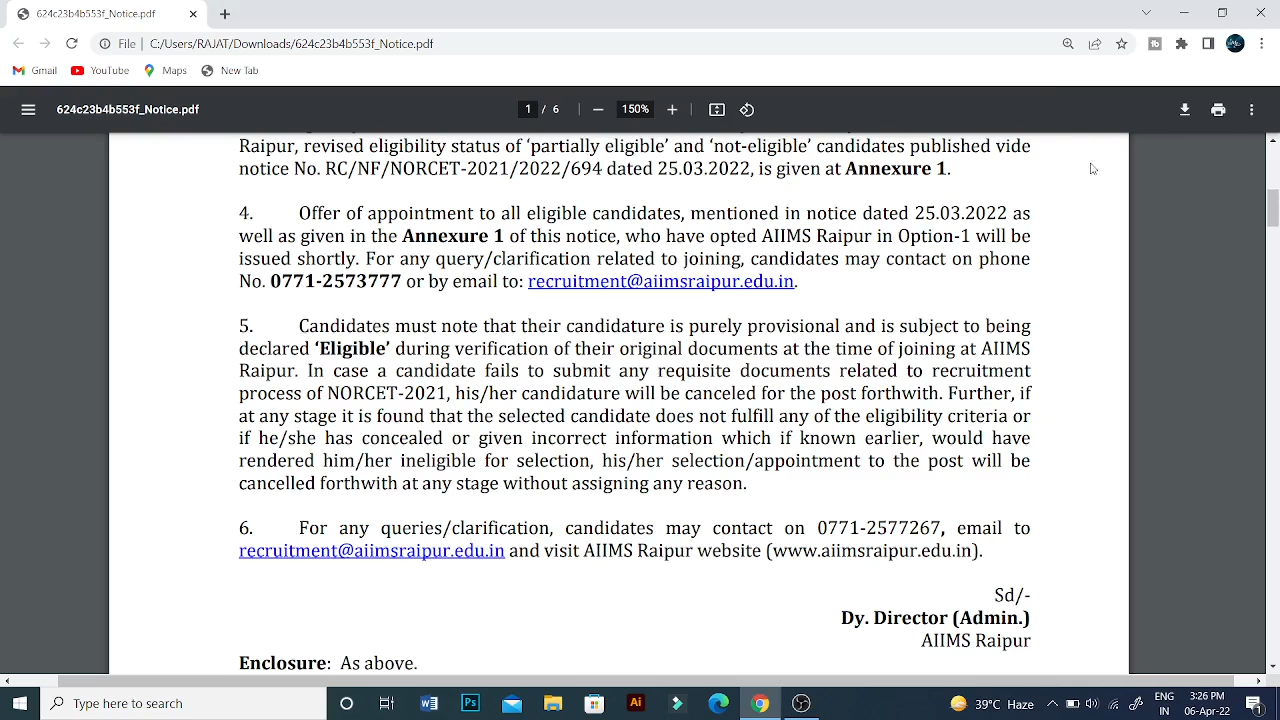 624c23b4b553f_Notice.pdf
File | C:/Users/RAJAT/Downloads/624c23b4b553f_Notice.pdf
Gmail YouTube Maps New Tab
624c23b4b553f_Notice.pdf 1 / 6 150%
Raipur, revised eligibility status of ‘partially eligible’ and ‘not-eligible’ candidates published vide
notice No. RC/NF/NORCET-2021/2022/694 dated 25.03.2022, is given at Annexure 1.
4. Offer of appointment to all eligible candidates, mentioned in notice dated 25.03.2022 as
well as given in the Annexure 1 of this notice, who have opted AIIMS Raipur in Option-1 will be
issued shortly. For any query/clarification related to joining, candidates may contact on phone
No. 0771-2573777 or by email to: recruitment@aiimsraipur.edu.in.
5. Candidates must note that their candidature is purely provisional and is subject to being
declared ‘Eligible’ during verification of their original documents at the time of joining at AIIMS
Raipur. In case a candidate fails to submit any requisite documents related to recruitment
process of NORCET-2021, his/her candidature will be canceled for the post forthwith. Further, if
at any stage it is found that the selected candidate does not fulfill any of the eligibility criteria or
if he/she has concealed or given incorrect information which if known earlier, would have
rendered him/her ineligible for selection, his/her selection/appointment to the post will be
cancelled forthwith at any stage without assigning any reason.
6. For any queries/clarification, candidates may contact on 0771-2577267, email to
recruitment@aiimsraipur.edu.in and visit AIIMS Raipur website (www.aiimsraipur.edu.in).
Sd/-
Dy. Director (Admin.)
AIIMS Raipur
Enclosure: As above.
Type here to search Ps Ai 39°C Haze ENG 3:26 PM
IN 06-Apr-22